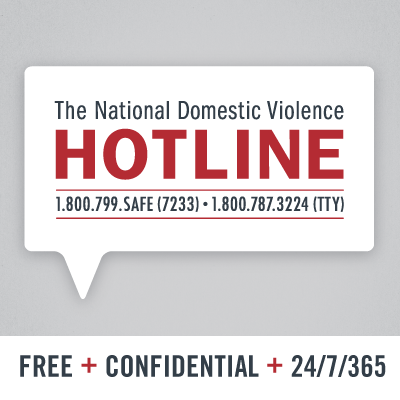 The National Domestic Violence
HOTLINE
1.800.799.SAFE (7233) • 1.800.787.3224 (TTY)
FREE + CONFIDENTIAL + 24/7/365